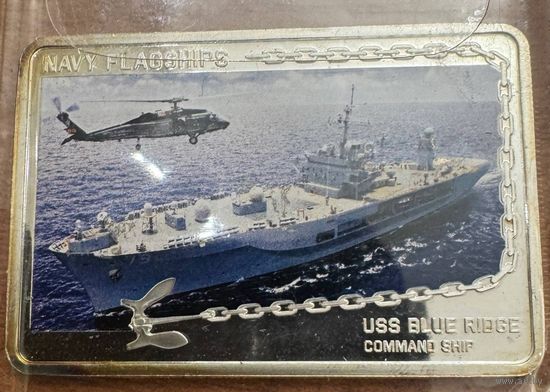 NAVY FLAGSHIPS
USS BLUE RIDGE
COMMAND SHIP